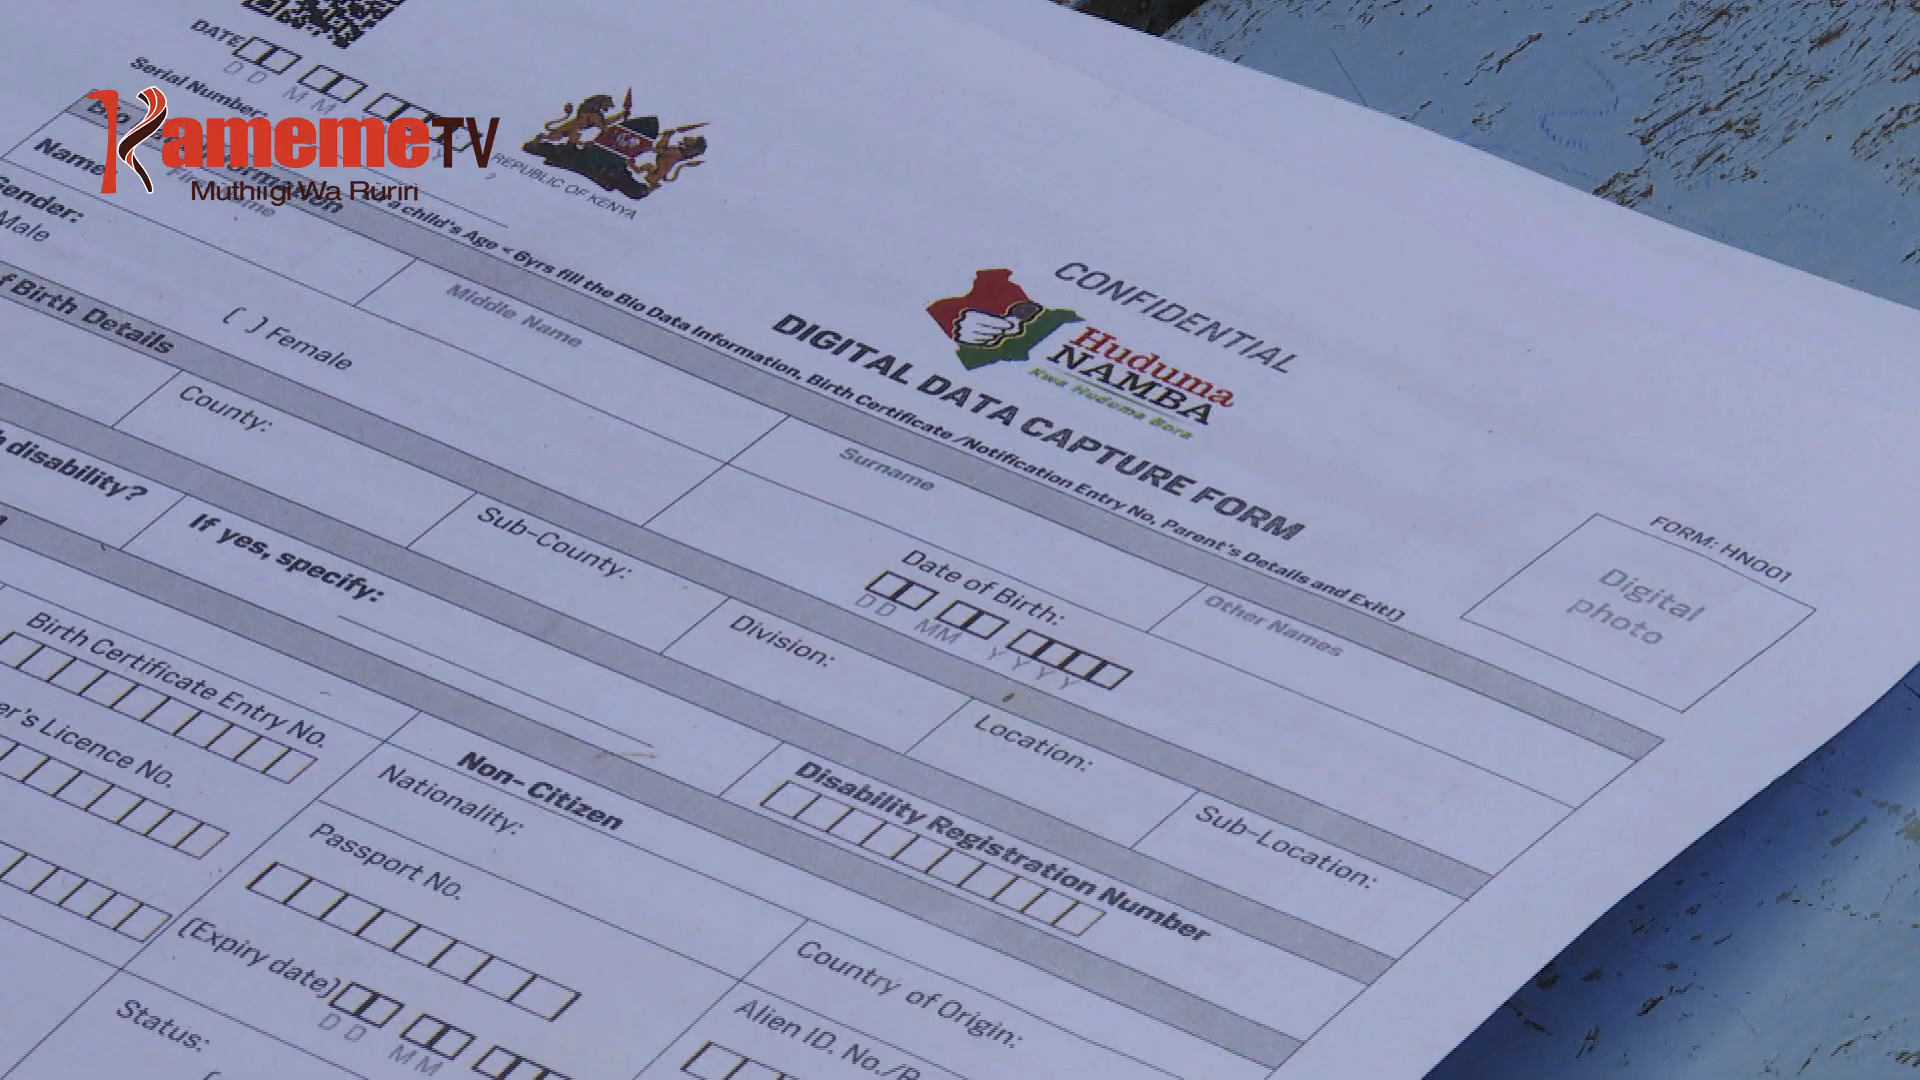 DATE
D D
M M
Serial Number:
KamemeTV
Muthiigi Wa Ruriri
REPUBLIC OF KENYA
CONFIDENTIAL
Huduma
NAMBA
Kwa Huduma Bora
DIGITAL DATA CAPTURE FORM
FORM: HN001
Digital
photo
a child's Age < 6yrs fill the Bio Data Information, Birth Certificate /Notification Entry No, Parent's Details and Exit!)
Name
Middle Name
Surname
Other Names
Gender:
Male
( ) Female
Date of Birth:
D D
M M
Y Y Y Y
f Birth Details
County:
Sub-County:
Division:
Location:
Sub-Location:
disability?
If yes, specify:
Disability Registration Number
Birth Certificate Entry No.
er's Licence No.
Non- Citizen
Nationality:
Country of Origin:
Passport No.
(Expiry date)
D D
M M
Alien ID. No./
Status: